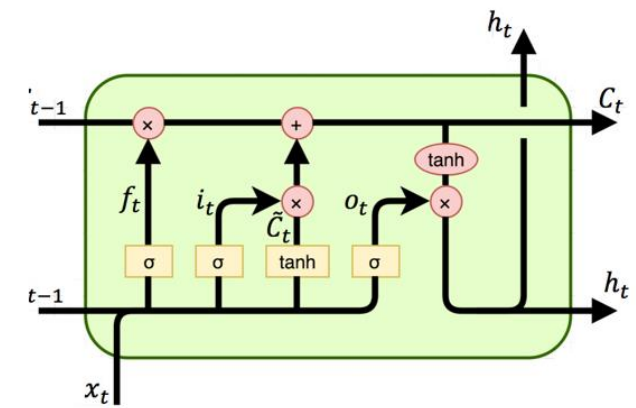 h_t
t−1
×
+
C_t
tanh
f_t
i_t
×
o_t
×
C̃_t
σ
σ
tanh
σ
t−1
h_t
x_t